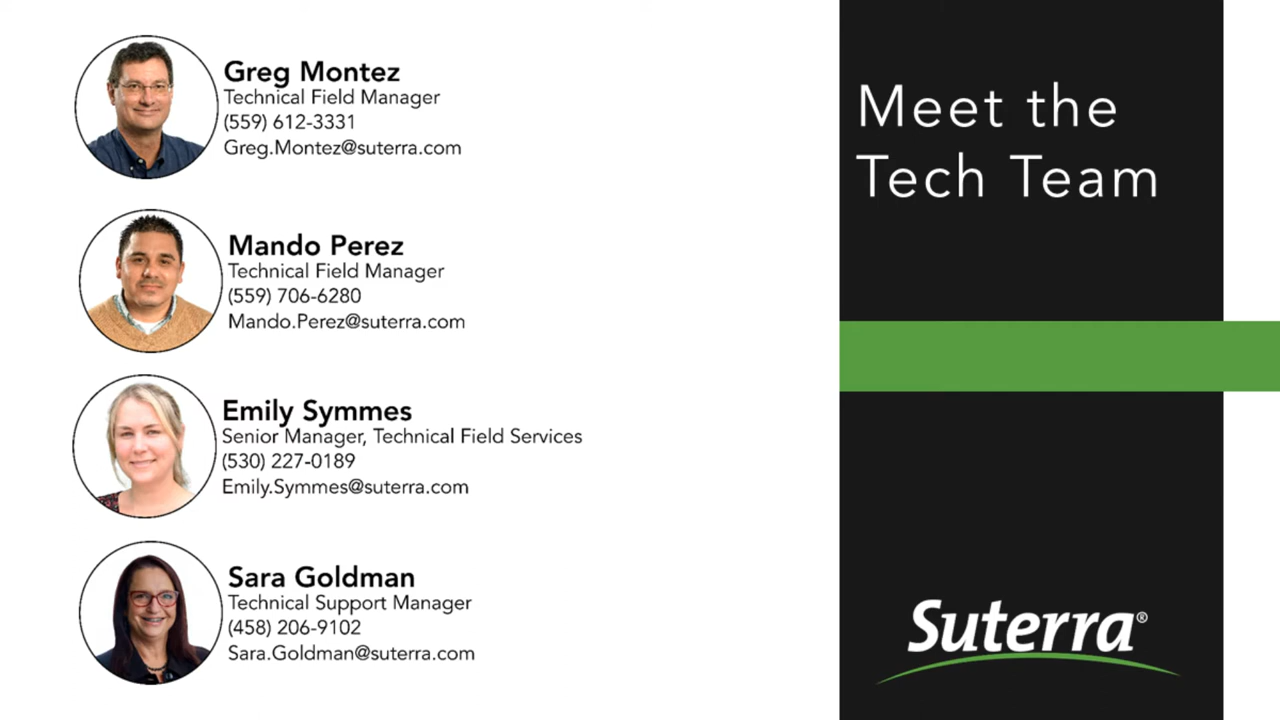 Greg Montez
Technical Field Manager
(559) 612-3331
Greg.Montez@suterra.com
Mando Perez
Technical Field Manager
(559) 706-6280
Mando.Perez@suterra.com
Emily Symmes
Senior Manager, Technical Field Services
(530) 227-0189
Emily.Symmes@suterra.com
Sara Goldman
Technical Support Manager
(458) 206-9102
Sara.Goldman@suterra.com
Meet the
Tech Team
Suterra®